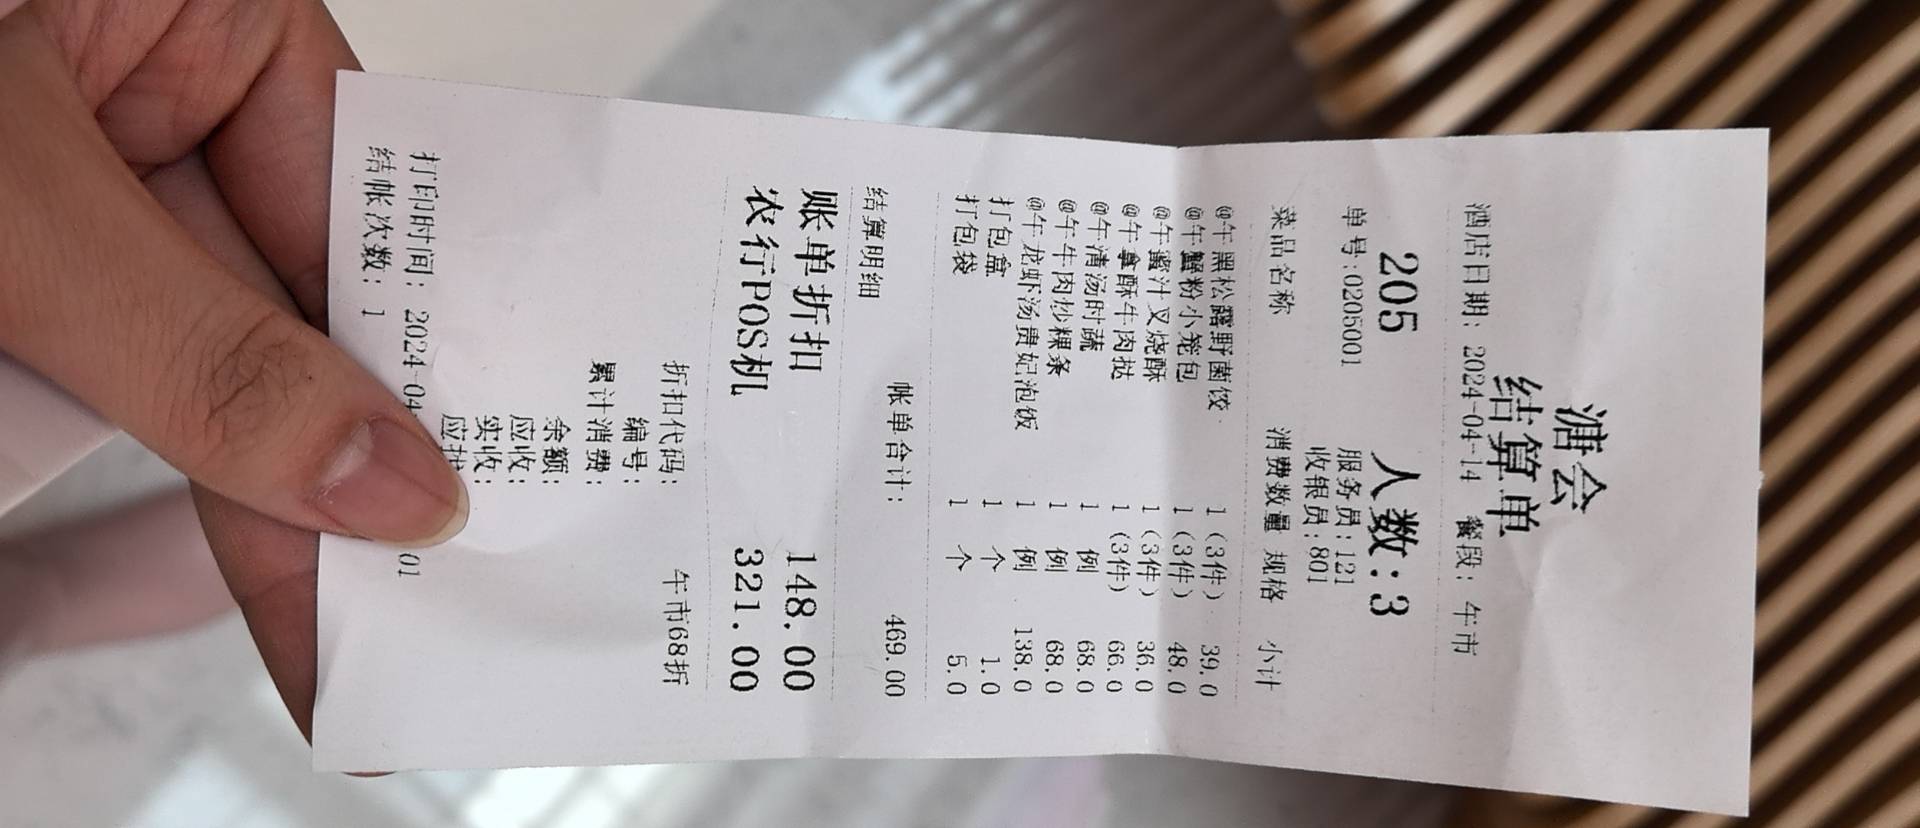 溏会
结算单
酒店日期: 2024-04-14 餐段: 午市
205 人数:3
单号:0205001 服务员:121
收银员:801
菜品名称 消费数量 规格 小计
@午黑松露野菌饺 1 (3件) 39.0
@午蟹粉小笼包 1 (3件) 48.0
@午蜜汁叉烧酥 1 (3件) 36.0
@午拿酥牛肉挞 1 (3件) 66.0
@午清汤时蔬 1 例 68.0
@午牛肉炒粿条 1 例 68.0
@午龙虾汤贵妃泡饭 1 例 138.0
打包盒 1 个 1.0
打包袋 1 个 5.0
帐单合计: 469.00
结算明细
账单折扣 148.00
农行POS机 321.00
折扣代码: 午市68折
编号:
累计消费:
余额:
应收:
实收:
应
打印时间: 2024-04 01
结帐次数: 1